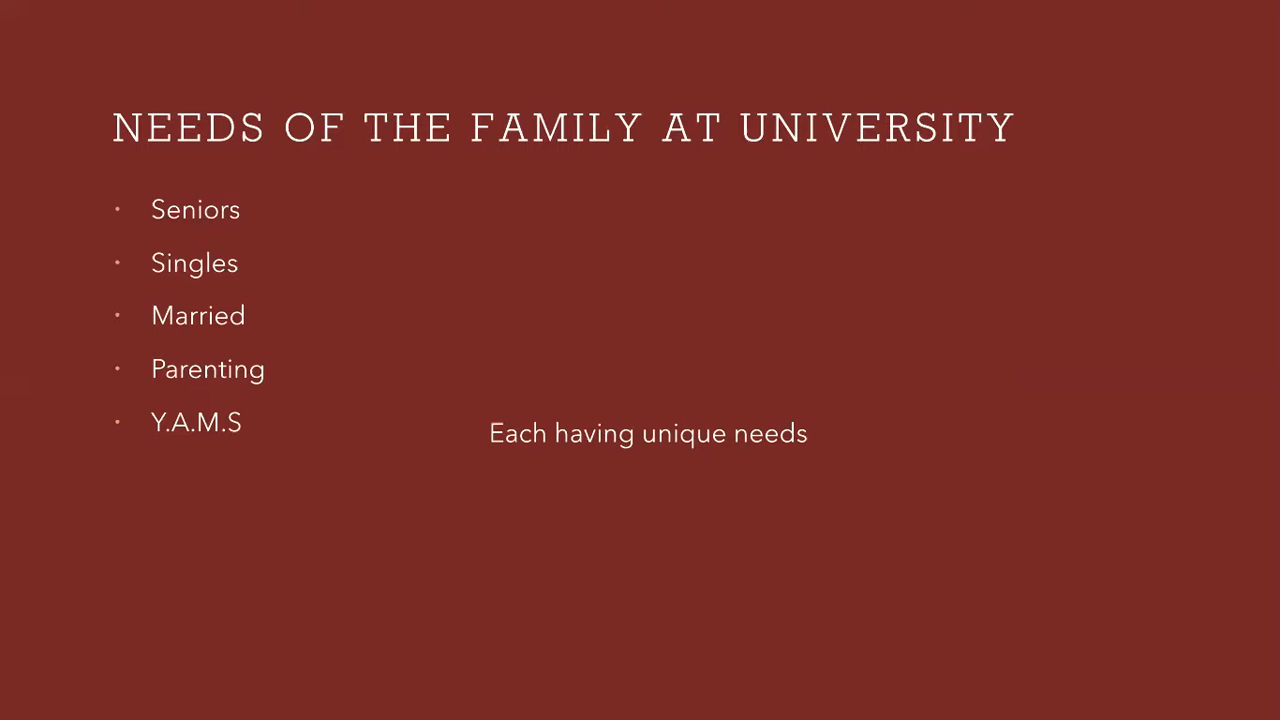 NEEDS OF THE FAMILY AT UNIVERSITY
• Seniors
• Singles
• Married
• Parenting
• Y.A.M.S
Each having unique needs